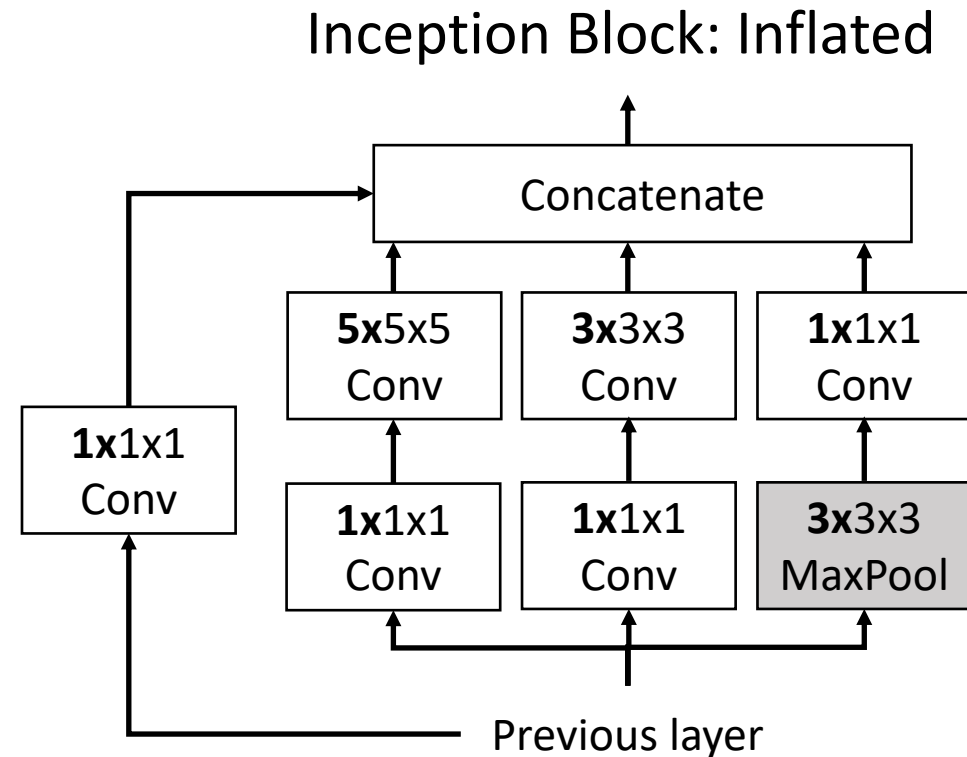 Inception Block: Inflated
Concatenate
5x5x5
Conv
3x3x3
Conv
1x1x1
Conv
1x1x1
Conv
1x1x1
Conv
1x1x1
Conv
3x3x3
MaxPool
Previous layer